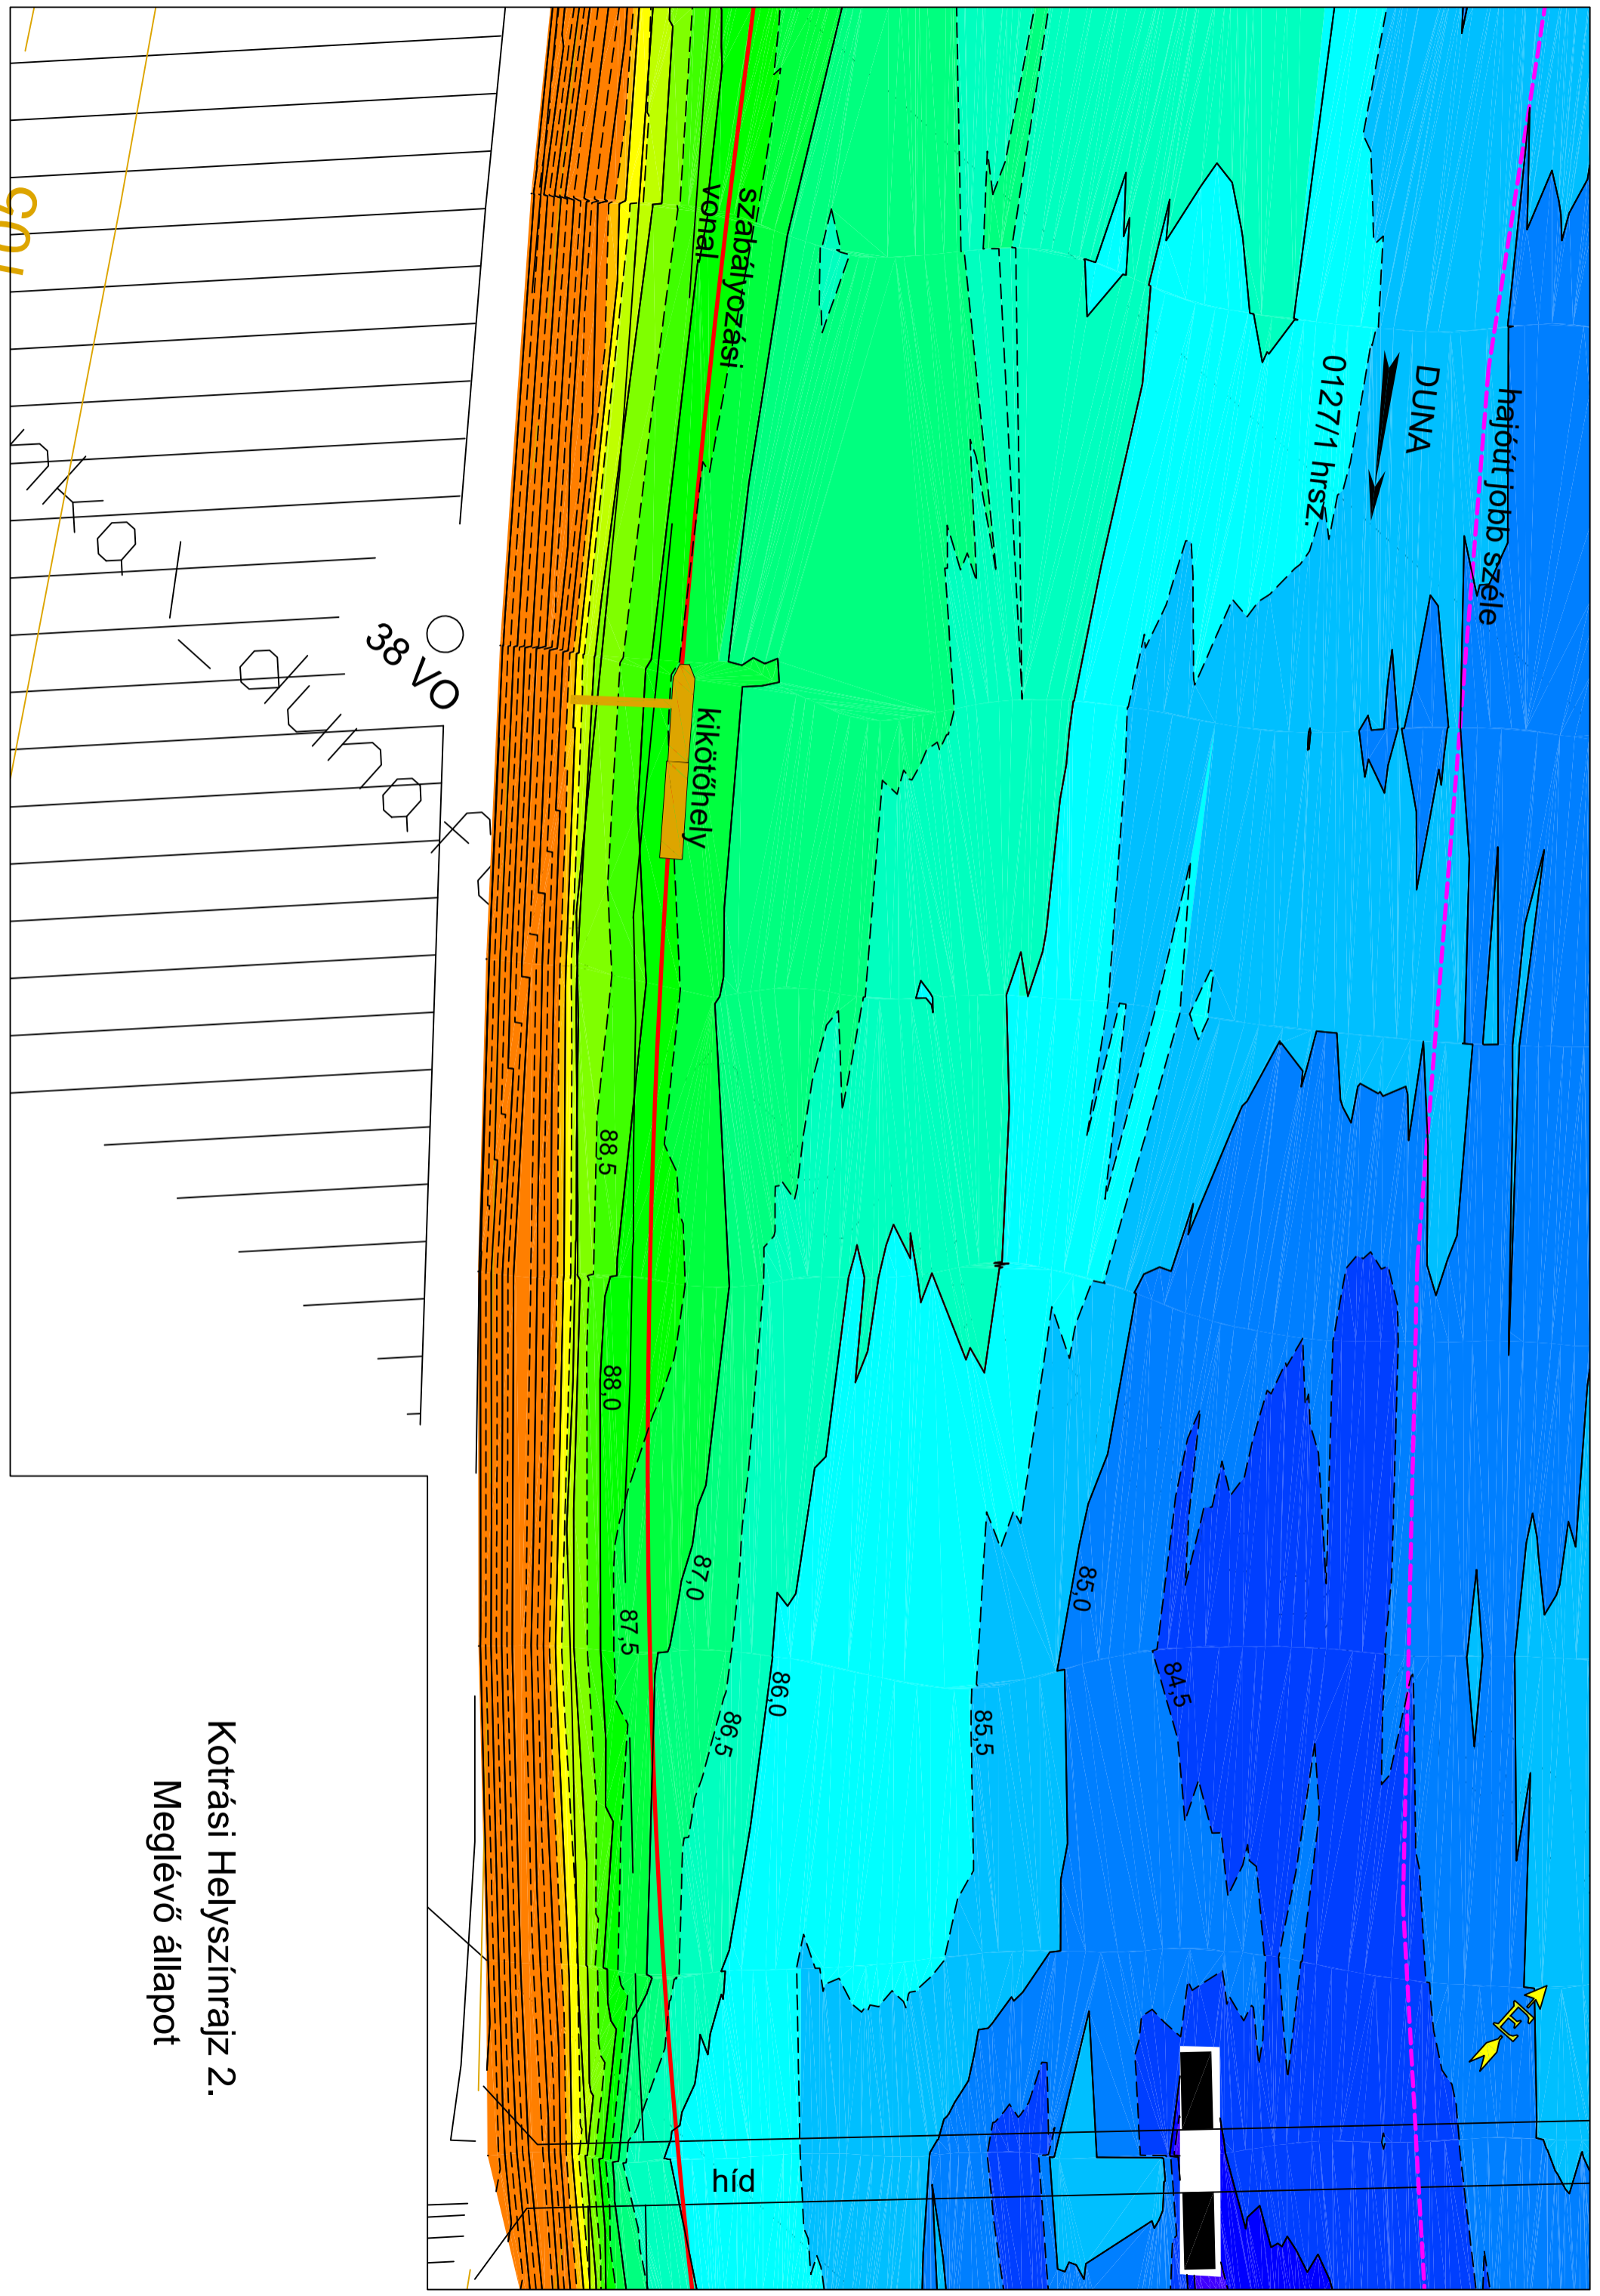 hajóút jobb széle
DUNA
0127/1 hrsz.
szabályozási
vonal
kikötőhely
38 VO
88,5
88,0
87,5
87,0
86,5
86,0
85,5
85,0
84,5
híd
É
Kotrási Helyszínrajz 2.
Meglévő állapot